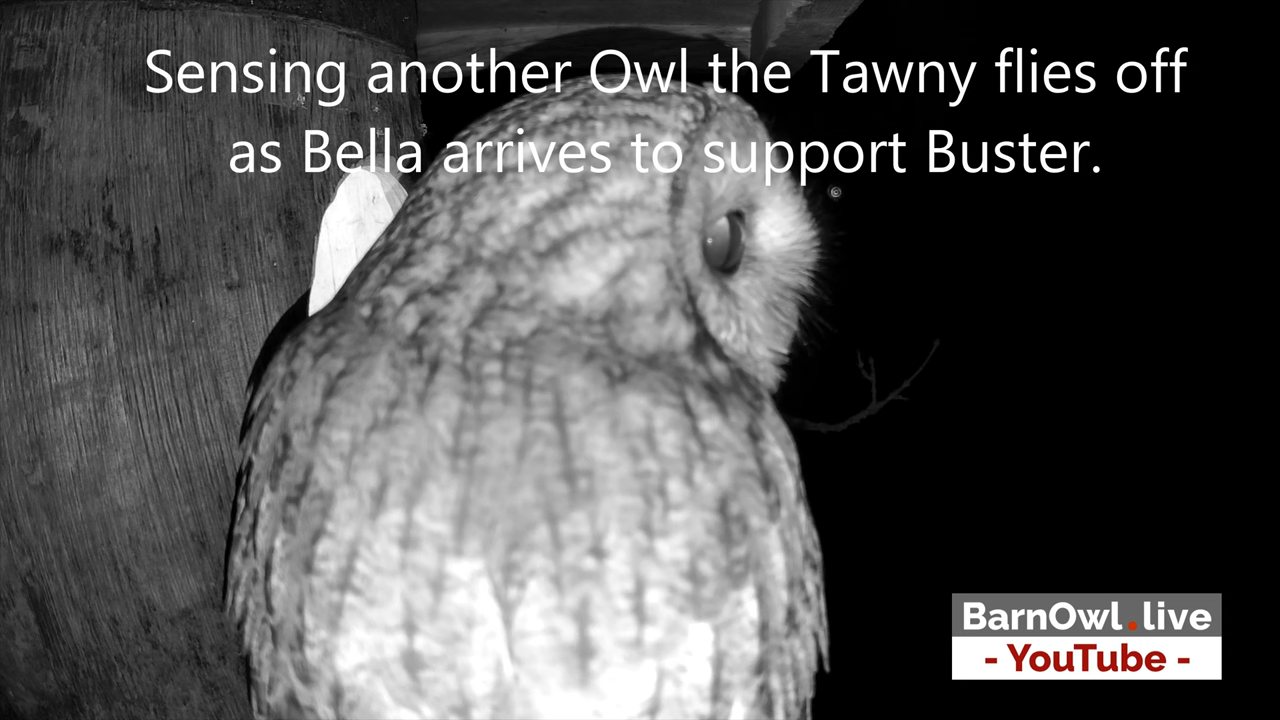 Sensing another Owl the Tawny flies off
as Bella arrives to support Buster.
BarnOwl.live
- YouTube -